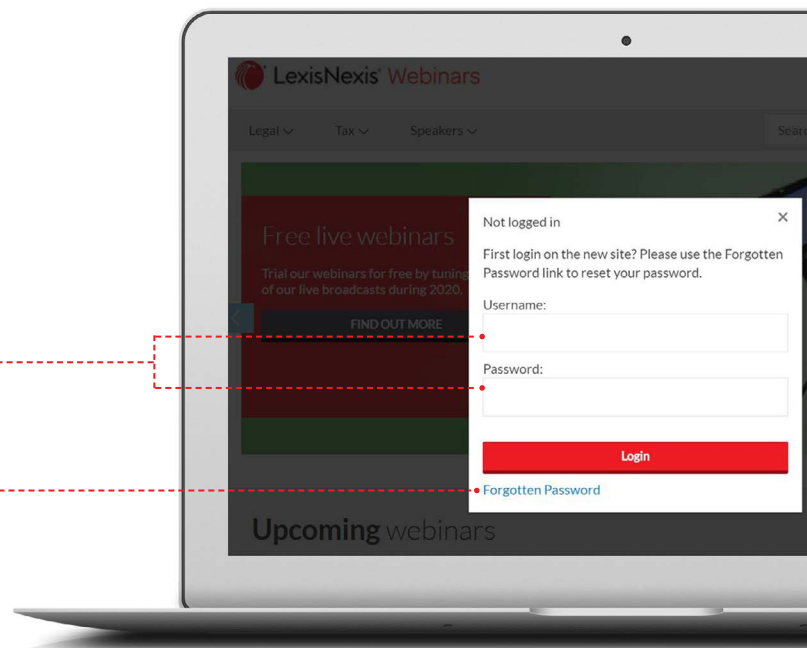 LexisNexis® Webinars
Legal
Tax
Speakers
Free live webinars
Trial our webinars for free by tuning
of our live broadcasts during 2020.
FIND OUT MORE
Not logged in
First login on the new site? Please use the Forgotten
Password link to reset your password.
Username:
Password:
Login
Forgotten Password
Upcoming webinars